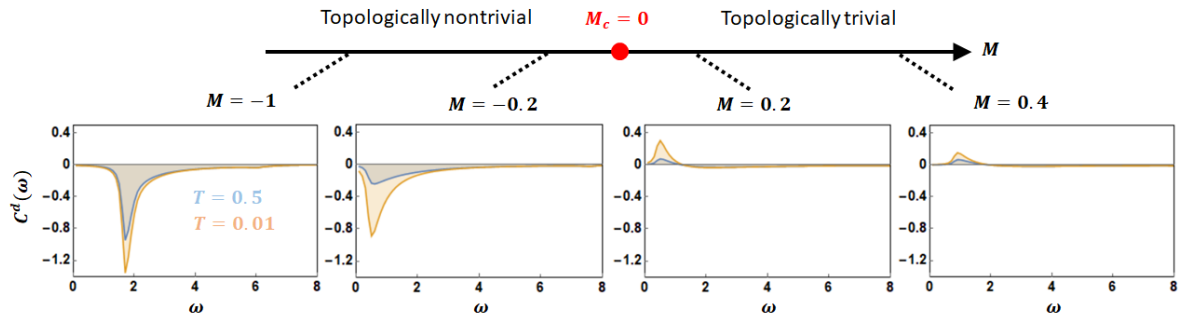 Topologically nontrivial
M_c = 0
Topologically trivial
M
M = −1
M = −0.2
M = 0.2
M = 0.4
C^d(ω)
0.4
0
−0.4
−0.8
−1.2
T = 0.5
T = 0.01
0 2 4 6 8
ω
0.4
0
−0.4
−0.8
−1.2
0 2 4 6 8
ω
0.4
0
−0.4
−0.8
−1.2
0 2 4 6 8
ω
0.4
0
−0.4
−0.8
−1.2
0 2 4 6 8
ω